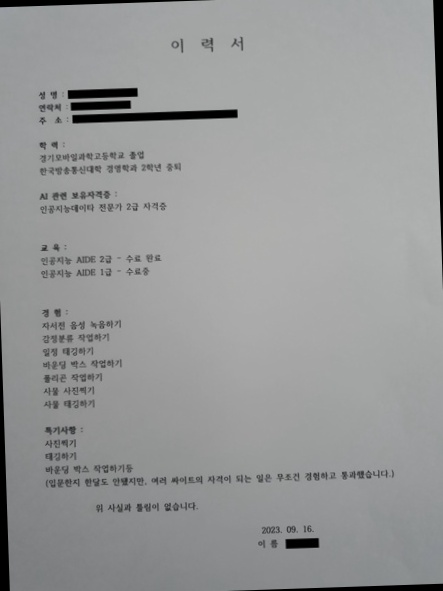 이 력 서
성 명 :
연락처 :
주 소 :
학 력 :
경기모바일과학고등학교 졸업
한국방송통신대학 경영학과 2학년 중퇴
AI 관련 보유자격증 :
인공지능데이타 전문가 2급 자격증
교 육 :
인공지능 AIDE 2급 - 수료 완료
인공지능 AIDE 1급 - 수료중
경 험 :
자서전 음성 녹음하기
감정분류 작업하기
일정 태깅하기
바운딩 박스 작업하기
폴리곤 작업하기
사물 사진찍기
사물 태깅하기
특기사항 :
사진찍기
태깅하기
바운딩 박스 작업하기등
(입문한지 한달도 안됐지만, 여러 싸이트의 자격이 되는 일은 무조건 경험하고 통과했습니다.)
위 사실과 틀림이 없습니다.
2023. 09. 16.
이 름